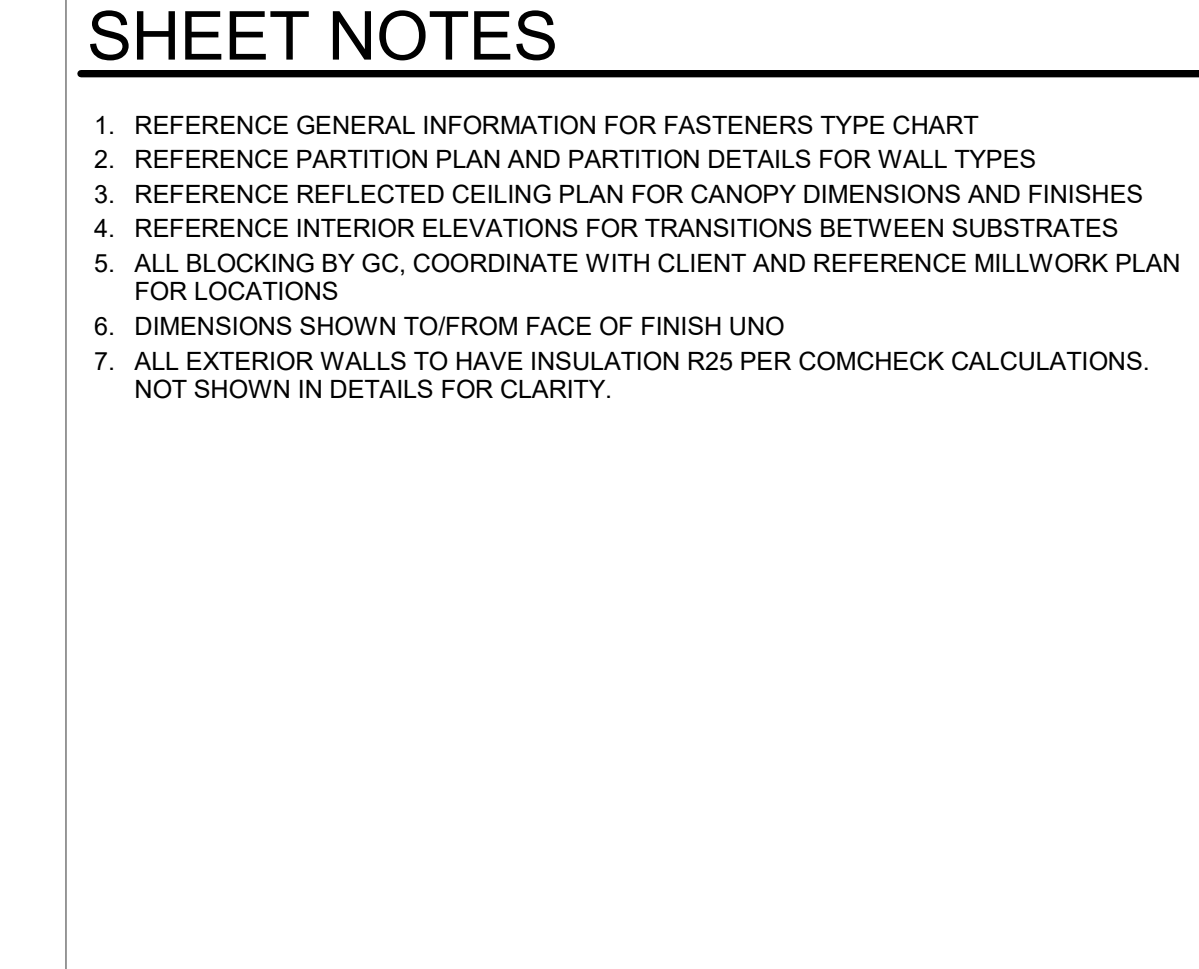 SHEET NOTES
1. REFERENCE GENERAL INFORMATION FOR FASTENERS TYPE CHART
2. REFERENCE PARTITION PLAN AND PARTITION DETAILS FOR WALL TYPES
3. REFERENCE REFLECTED CEILING PLAN FOR CANOPY DIMENSIONS AND FINISHES
4. REFERENCE INTERIOR ELEVATIONS FOR TRANSITIONS BETWEEN SUBSTRATES
5. ALL BLOCKING BY GC, COORDINATE WITH CLIENT AND REFERENCE MILLWORK PLAN
FOR LOCATIONS
6. DIMENSIONS SHOWN TO/FROM FACE OF FINISH UNO
7. ALL EXTERIOR WALLS TO HAVE INSULATION R25 PER COMCHECK CALCULATIONS.
NOT SHOWN IN DETAILS FOR CLARITY.